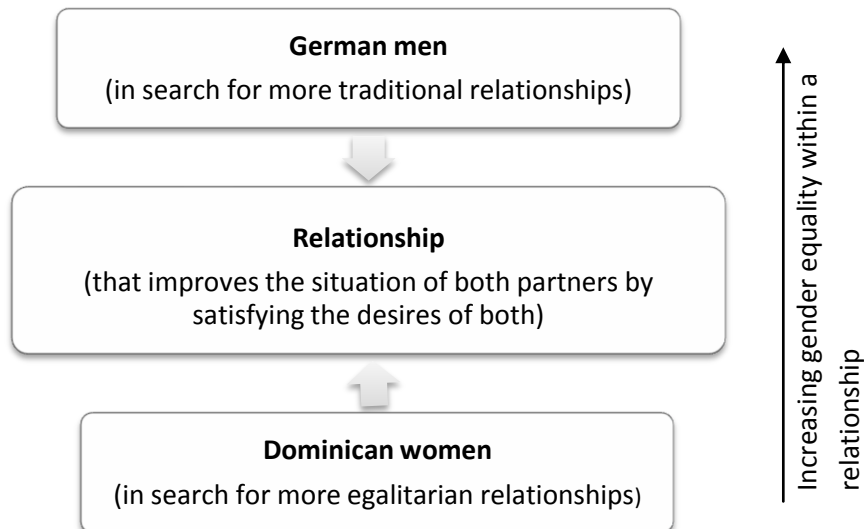 German men
(in search for more traditional relationships)
Relationship
(that improves the situation of both partners by
satisfying the desires of both)
Dominican women
(in search for more egalitarian relationships)
Increasing gender equality within a
relationship